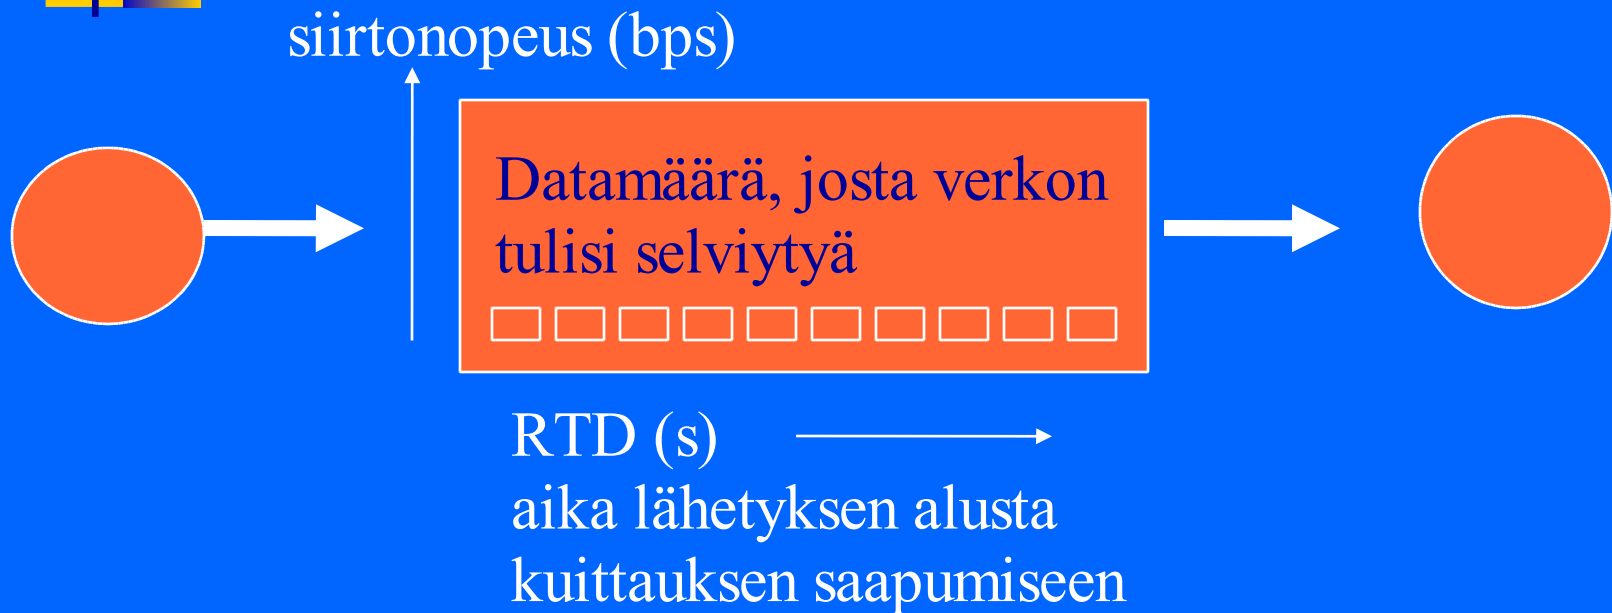 siirtonopeus (bps)
Datamäärä, josta verkon
tulisi selviytyä
RTD (s)
aika lähetyksen alusta
kuittauksen saapumiseen